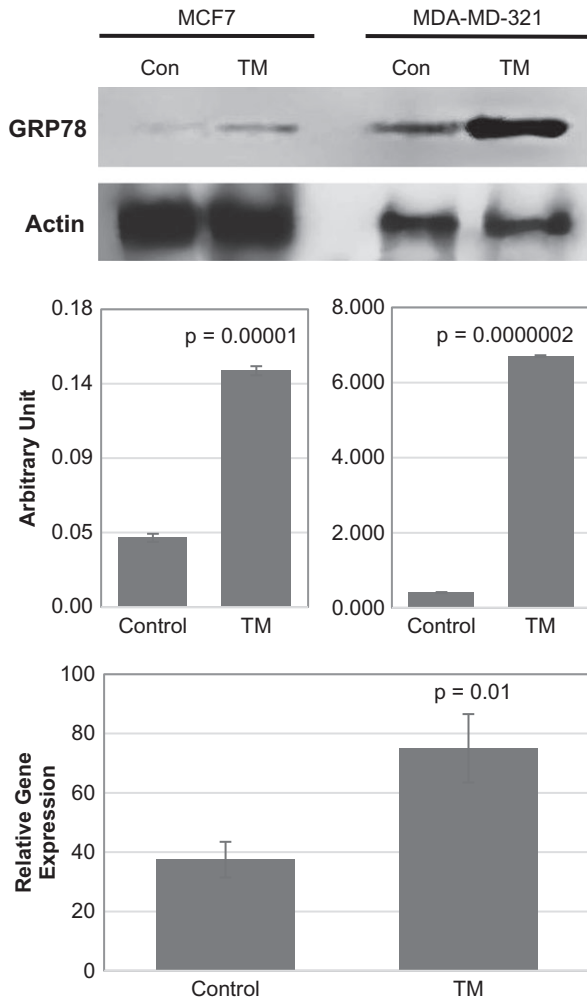 MCF7 MDA-MD-321
Con TM Con TM
GRP78
Actin
Arbitrary Unit
0.18
0.14
0.09
0.05
0.00
p = 0.00001
Control TM
8.000
6.000
4.000
2.000
0.000
p = 0.0000002
Control TM
Relative Gene
Expression
100
80
60
40
20
0
p = 0.01
Control TM